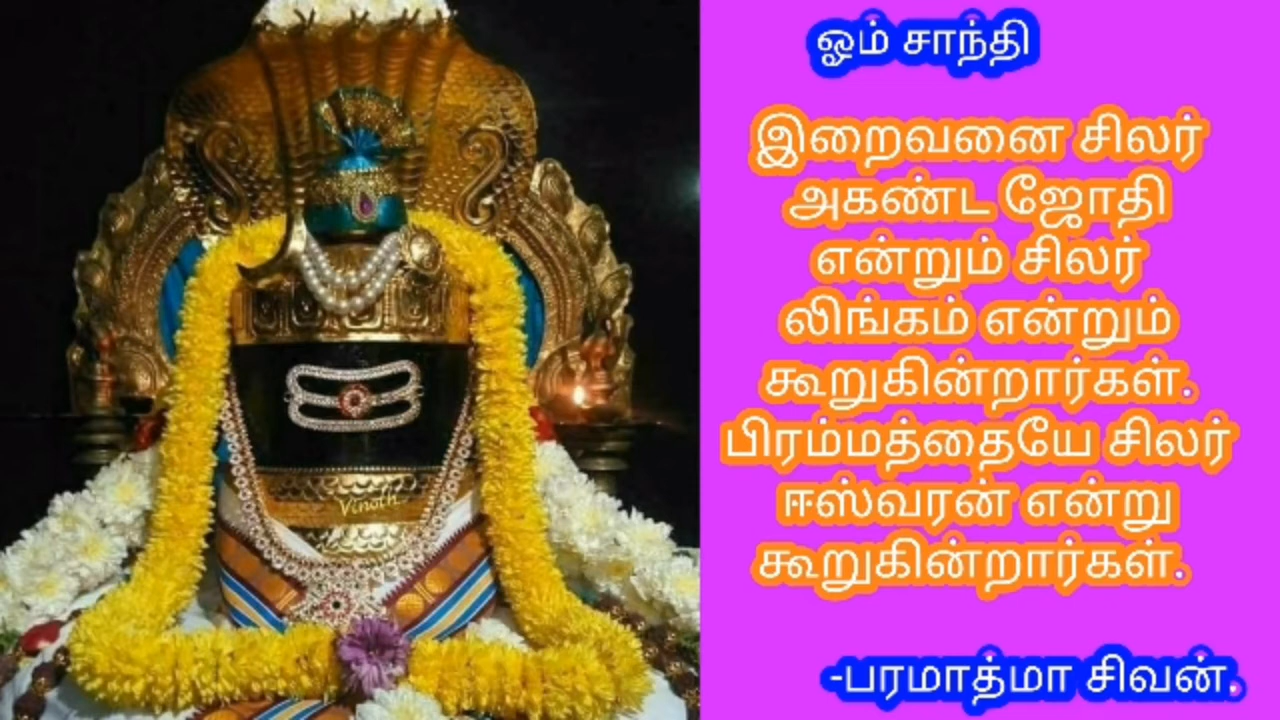 ஓம் சாந்தி
இறைவனை சிலர்
அகண்ட ஜோதி
என்றும் சிலர்
லிங்கம் என்றும்
கூறுகின்றார்கள்.
பிரம்மத்தையே சிலர்
ஈஸ்வரன் என்று
கூறுகின்றார்கள்.
-பரமாத்மா சிவன்.
Vinoth